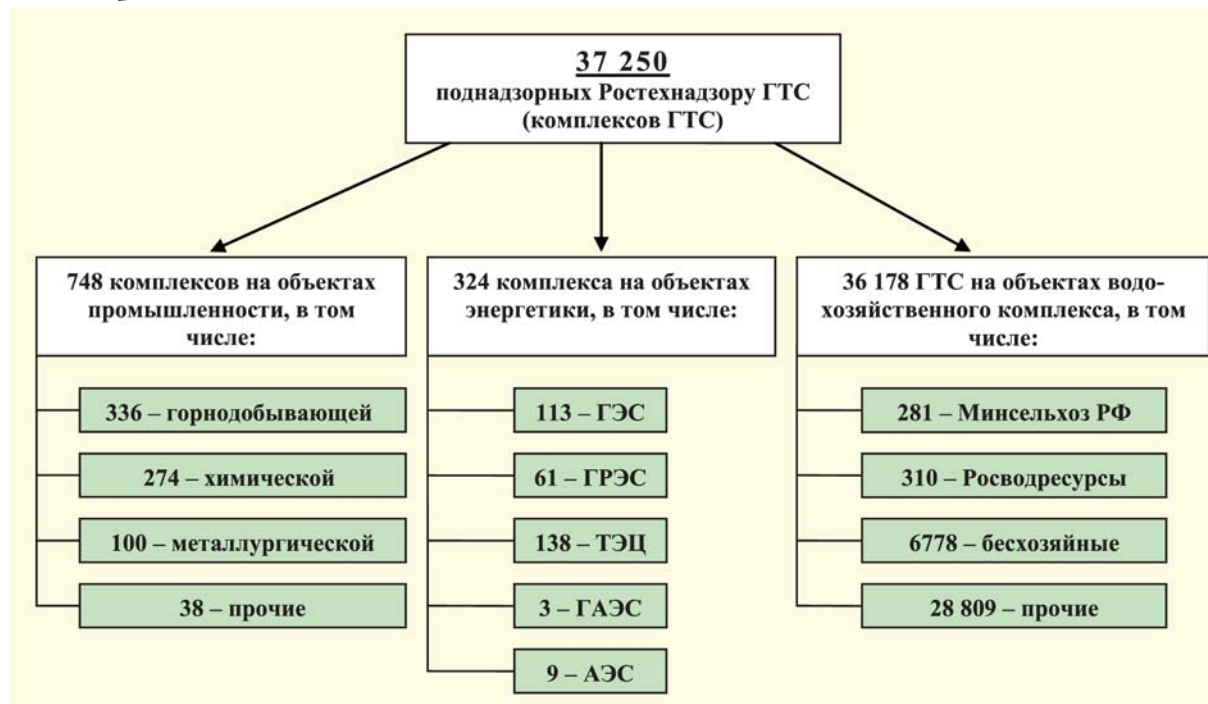 37 250
поднадзорных Ростехнадзору ГТС
(комплексов ГТС)
748 комплексов на объектах
промышленности, в том
числе:
336 – горнодобывающей
274 – химической
100 – металлургической
38 – прочие
324 комплекса на объектах
энергетики, в том числе:
113 – ГЭС
61 – ГРЭС
138 – ТЭЦ
3 – ГАЭС
9 – АЭС
36 178 ГТС на объектах водо-
хозяйственного комплекса, в том
числе:
281 – Минсельхоз РФ
310 – Росводресурсы
6778 – бесхозяйные
28 809 – прочие